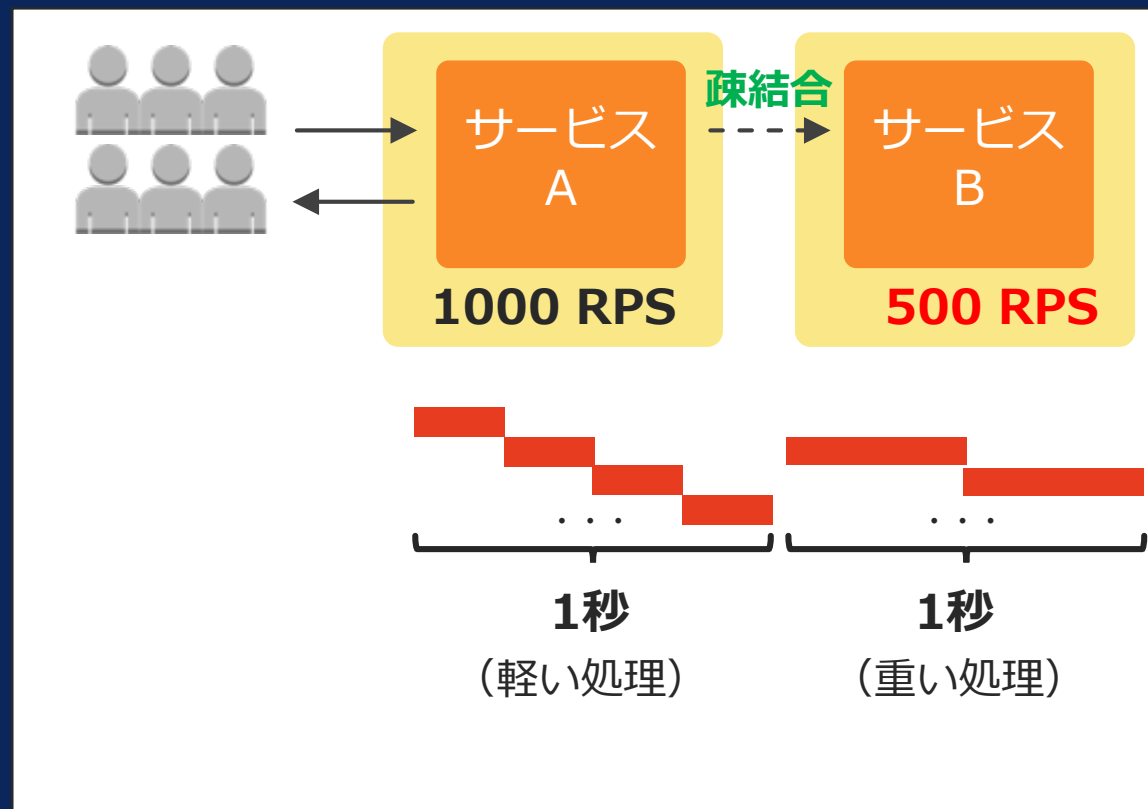 疎結合
サービス
A
サービス
B
1000 RPS
500 RPS
. . .
. . .
1秒
1秒
（軽い処理）
（重い処理）